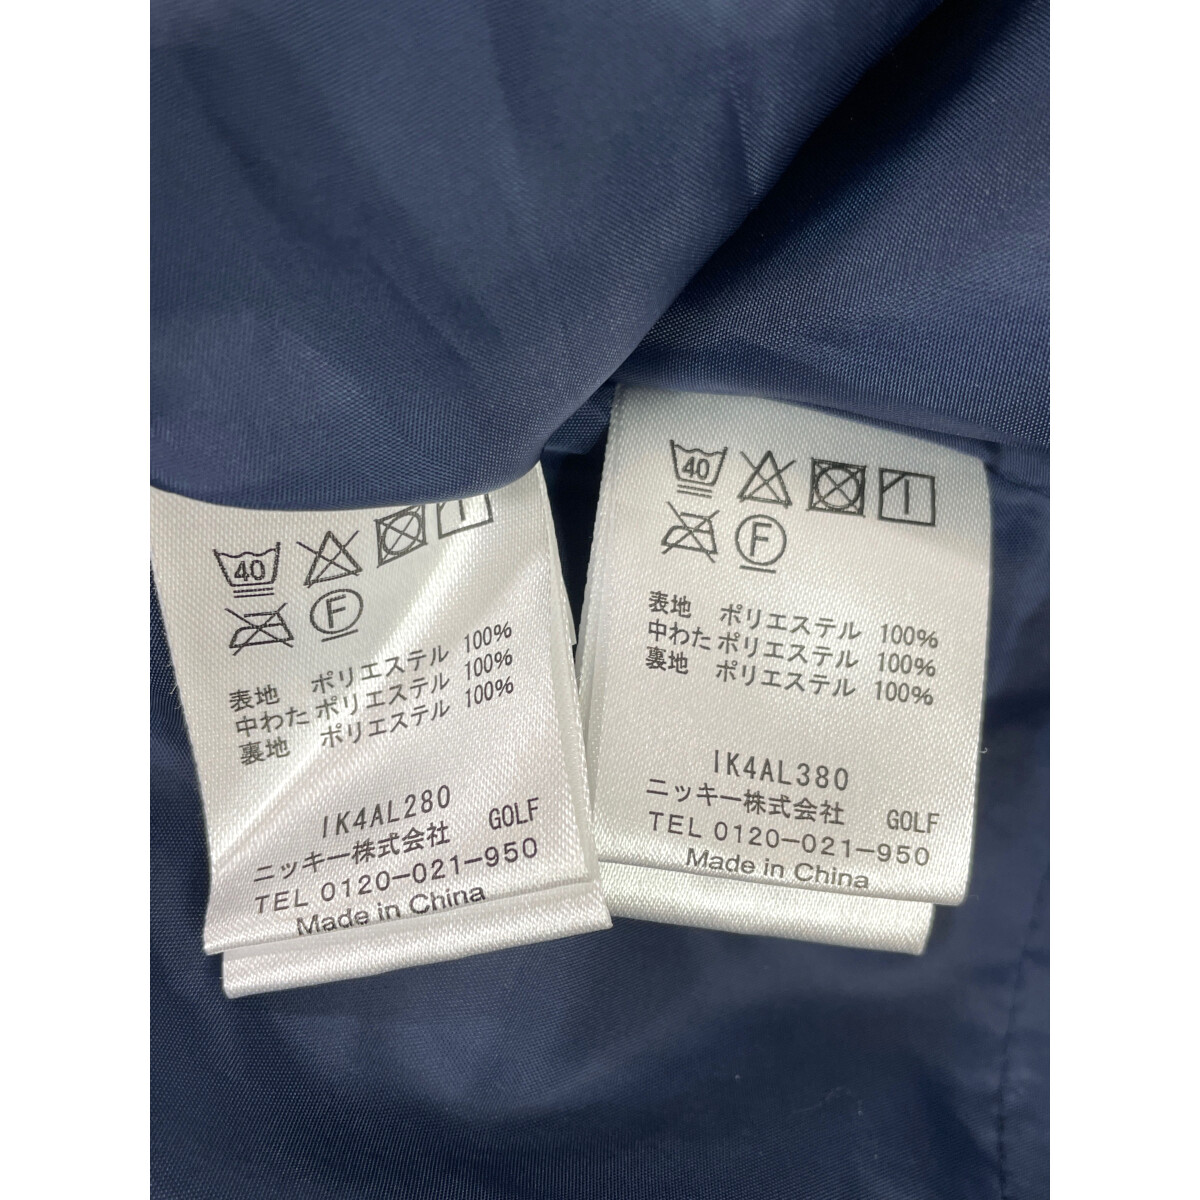 40
F
表地 ポリエステル 100%
中わた ポリエステル 100%
裏地 ポリエステル 100%
IK4AL280
ニッキー株式会社 GOLF
TEL 0120-021-950
Made in China
40
F
表地 ポリエステル 100%
中わた ポリエステル 100%
裏地 ポリエステル 100%
IK4AL380
ニッキー株式会社 GOLF
TEL 0120-021-950
Made in China